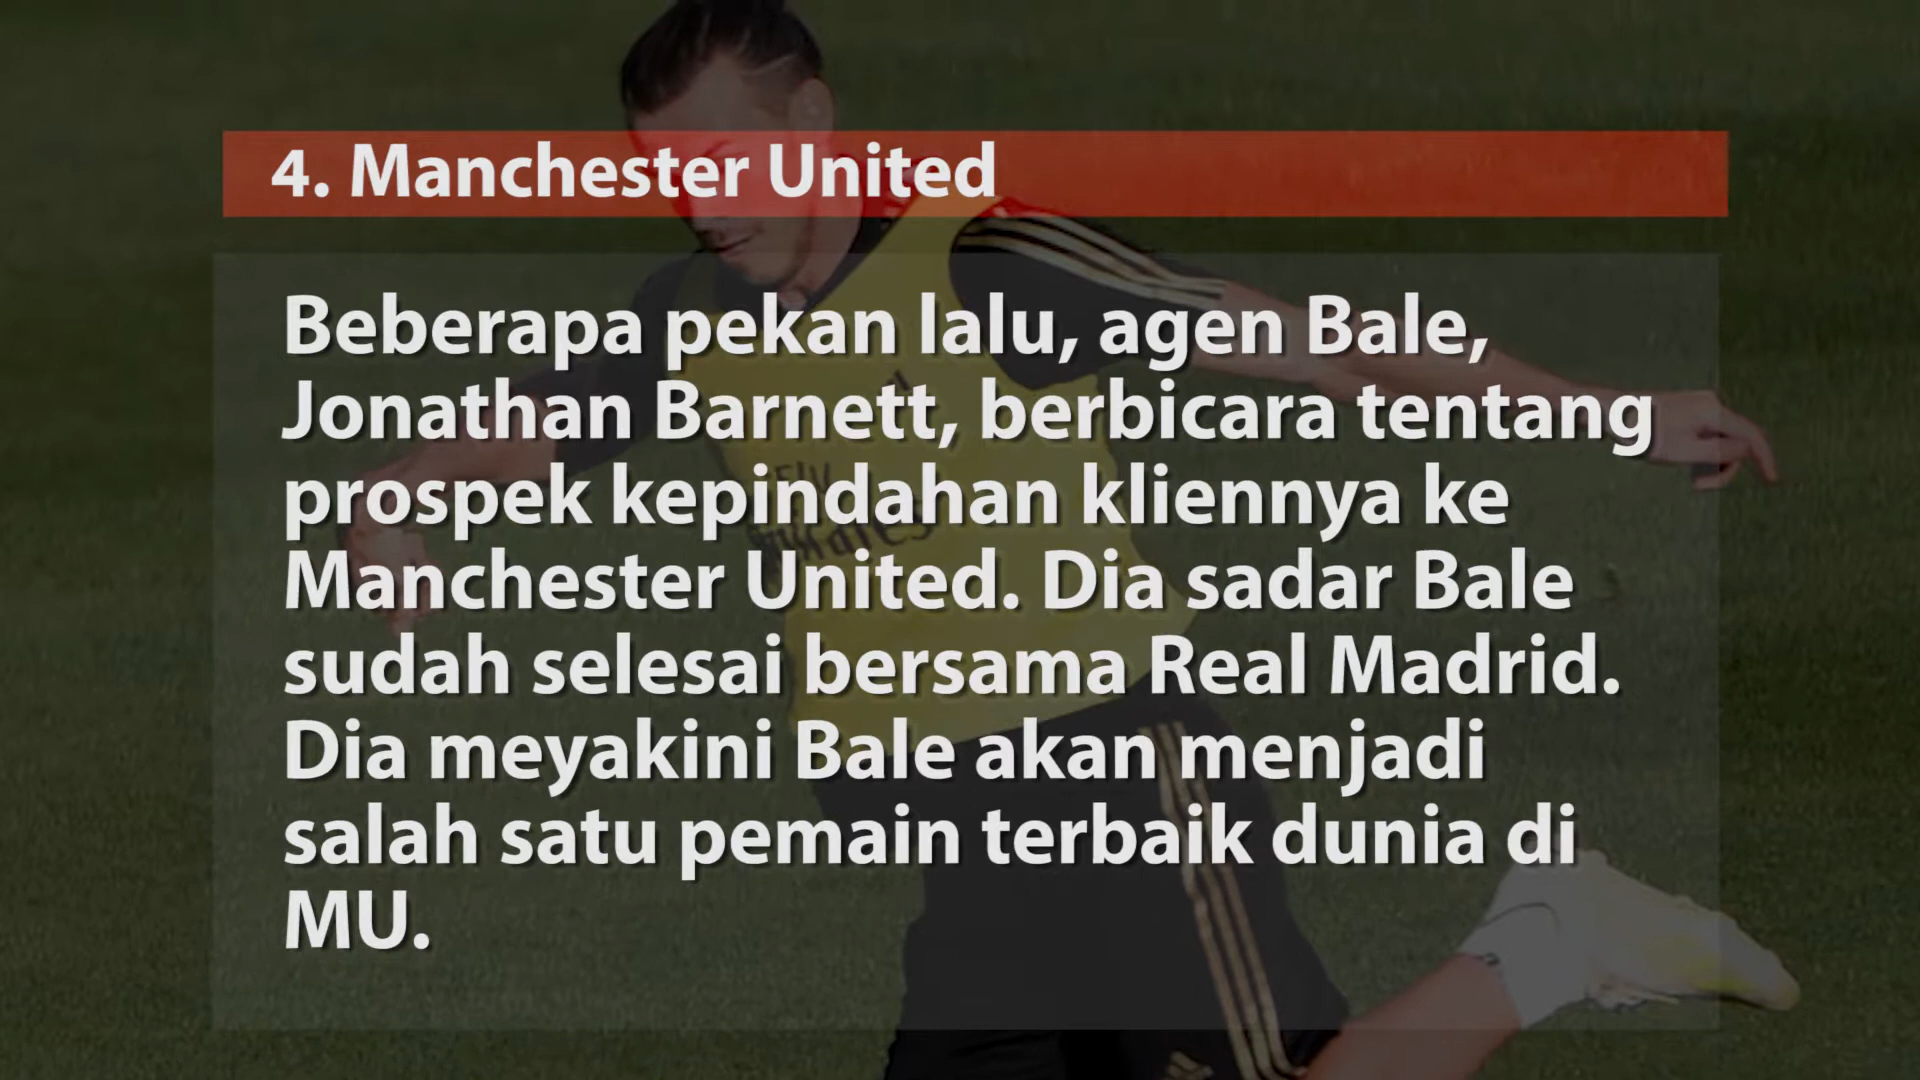 4. Manchester United
Beberapa pekan lalu, agen Bale,
Jonathan Barnett, berbicara tentang
prospek kepindahan kliennya ke
Manchester United. Dia sadar Bale
sudah selesai bersama Real Madrid.
Dia meyakini Bale akan menjadi
salah satu pemain terbaik dunia di
MU.
Fly
Emirates